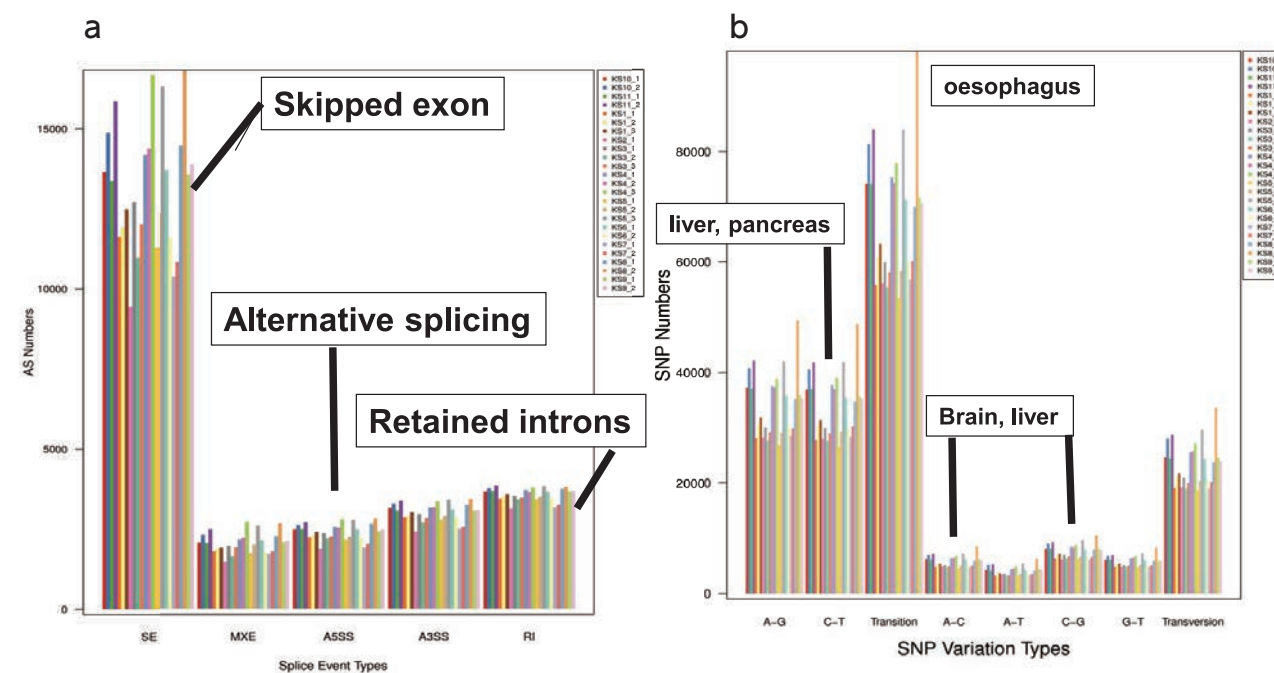 a
15000
10000
5000
0
AS Numbers
SE
MXE
A5SS
A3SS
RI
Splice Event Types
Skipped exon
Alternative splicing
Retained introns
KS10_1
KS10_2
KS11_1
KS11_2
KS1_1
KS1_2
KS1_3
KS2_1
KS3_1
KS3_2
KS3_3
KS4_1
KS4_2
KS4_3
KS5_1
KS5_2
KS5_3
KS6_1
KS6_2
KS7_1
KS7_2
KS8_1
KS8_2
KS9_1
KS9_2
b
80000
60000
40000
20000
0
SNP Numbers
A-G
C-T
Transition
A-C
A-T
C-G
G-T
Transversion
SNP Variation Types
oesophagus
liver, pancreas
Brain, liver